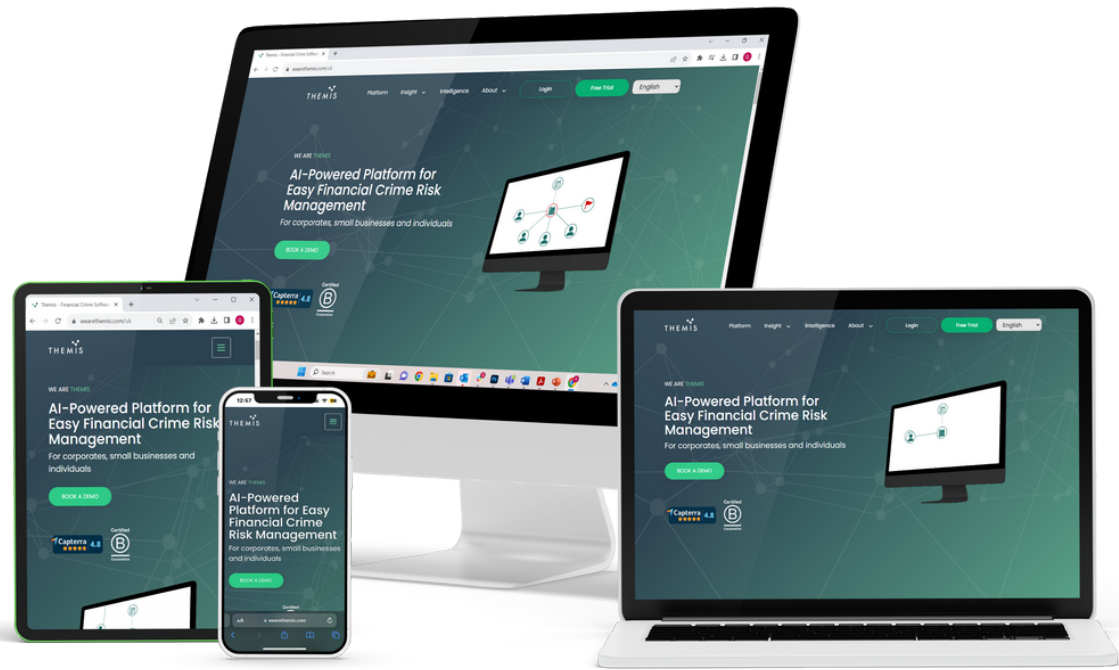 Themis - Financial Crime Softwa
wearethemis.com/uk
THEMIS
Platform Insight Intelligence About Login Free Trial English
WE ARE THEMIS
AI-Powered Platform for
Easy Financial Crime Risk
Management
For corporates, small businesses and individuals
BOOK A DEMO
Capterra 4.8
Certified
B
Corporation
Search
Themis - Financial Crime Softwa
wearethemis.com/uk
THEMIS
WE ARE THEMIS
AI-Powered Platform for
Easy Financial Crime Risk
Management
For corporates, small businesses and
individuals
BOOK A DEMO
Capterra 4.8
Certified
B
Corporation
12:57
THEMIS
WE ARE THEMIS
AI-Powered
Platform for Easy
Financial Crime
Risk Management
For corporates, small businesses
and individuals
BOOK A DEMO
Certified
AA wearethemis.com
THEMIS
Platform Insight Intelligence About Login Free Trial English
WE ARE THEMIS
AI-Powered Platform for
Easy Financial Crime Risk
Management
For corporates, small businesses and individuals
BOOK A DEMO
Capterra 4.8
Certified
B
Corporation